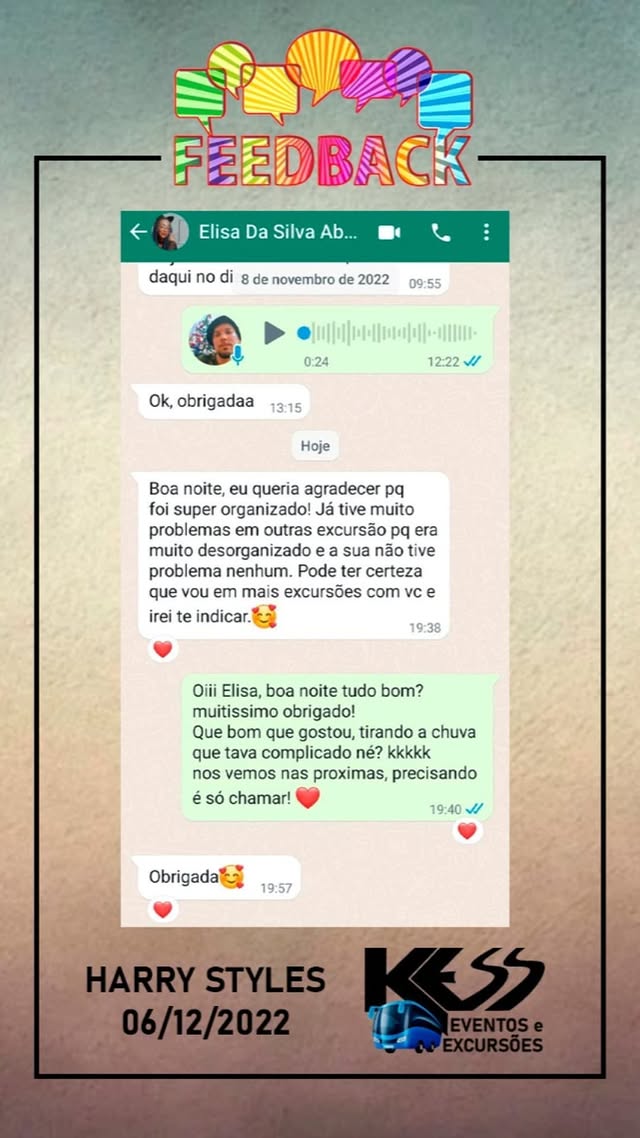 FEEDBACK
Elisa Da Silva Ab...
daqui no di
8 de novembro de 2022
09:55
0:24
12:22
Ok, obrigadaa
13:15
Hoje
Boa noite, eu queria agradecer pq
foi super organizado! Já tive muito
problemas em outras excursão pq era
muito desorganizado e a sua não tive
problema nenhum. Pode ter certeza
que vou em mais excursões com vc e
irei te indicar.🥰
19:38
❤️
Oiii Elisa, boa noite tudo bom?
muitissimo obrigado!
Que bom que gostou, tirando a chuva
que tava complicado né? kkkkk
nos vemos nas proximas, precisando
é só chamar! ❤️
19:40
❤️
Obrigada🥰
19:57
❤️
HARRY STYLES
06/12/2022
KESS
EVENTOS e
EXCURSÕES